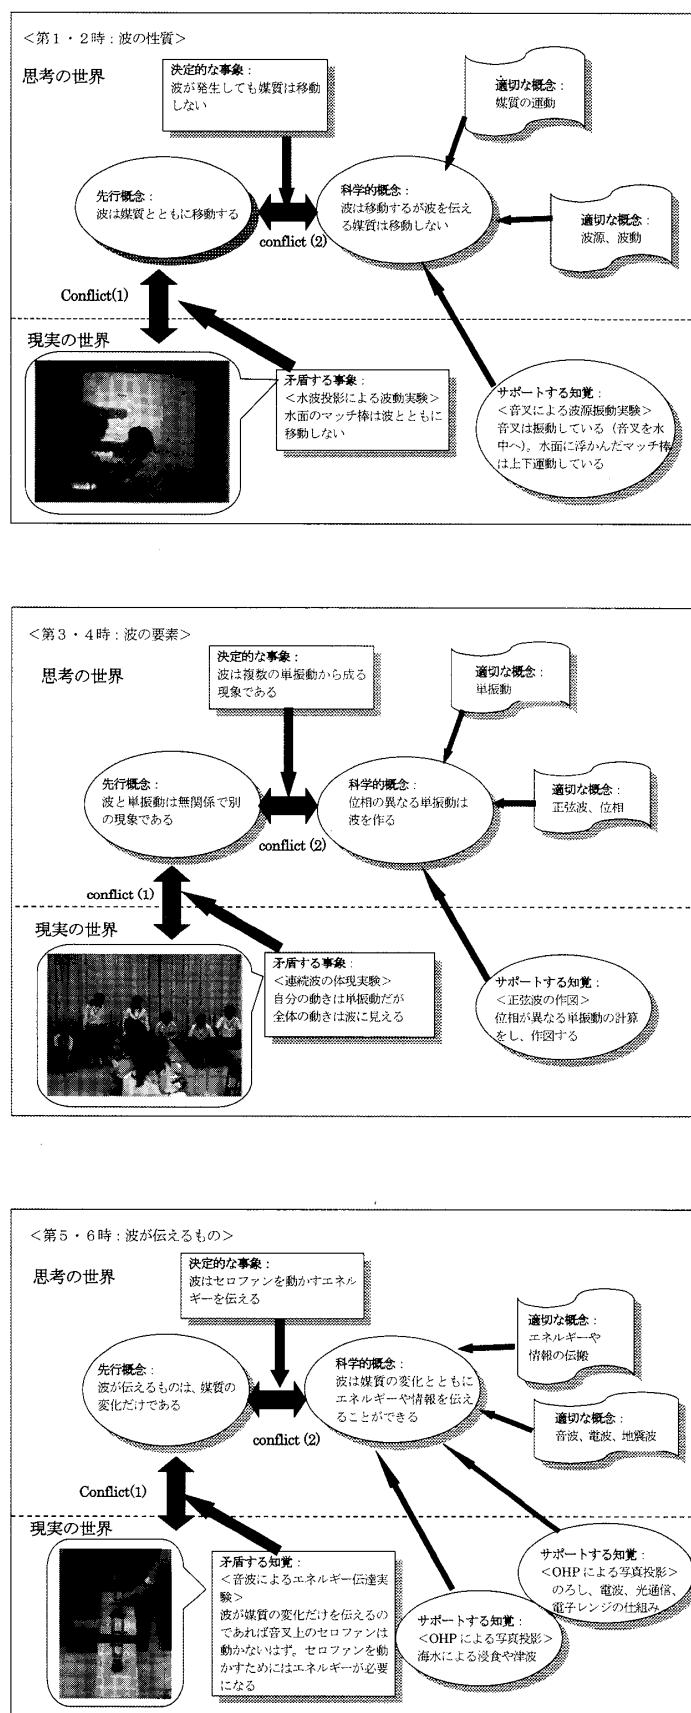 <第1・2時：波の性質>
思考の世界
決定的な事象：
波が発生しても媒質は移動
しない
適切な概念：
媒質の運動
先行概念：
波は媒質とともに移動する
conflict (2)
科学的概念：
波は移動するが波を伝え
る媒質は移動しない
適切な概念：
波源、波動
Conflict(1)
現実の世界
矛盾する事象：
<水波投影による波動実験>
水面のマッチ棒は波とともに
移動しない
サポートする知覚：
<音叉による波源振動実験>
音叉は振動している（音叉を水
中へ）。水面に浮かんだマッチ棒
は上下運動している
<第3・4時：波の要素>
思考の世界
決定的な事象：
波は複数の単振動から成る
現象である
適切な概念：
単振動
先行概念：
波と単振動は無関係で別
の現象である
conflict (2)
科学的概念：
位相の異なる単振動は
波を作る
適切な概念：
正弦波、位相
conflict (1)
現実の世界
矛盾する事象：
<連続波の体現実験>
自分の動きは単振動だが
全体の動きは波に見える
サポートする知覚：
<正弦波の作図>
位相が異なる単振動の計算
をし、作図する
<第5・6時：波が伝えるもの>
思考の世界
決定的な事象：
波はセロファンを動かすエネル
ギーを伝える
適切な概念：
エネルギーや
情報の伝搬
先行概念：
波が伝えるものは、媒質の
変化だけである
conflict (2)
科学的概念：
波は媒質の変化とともに
エネルギーや情報を伝え
ることができる
適切な概念：
音波、電波、地震波
Conflict(1)
現実の世界
矛盾する知覚：
<音波によるエネルギー伝達実
験>
波が媒質の変化だけを伝えるの
であれば音叉上のセロファンは
動かないはず。セロファンを動
かすためにはエネルギーが必要
になる
サポートする知覚：
<OHP による写真投影>
海水による浸食や津波
サポートする知覚：
<OHP による写真投影>
のろし、電波、光通信、
電子レンジの仕組み